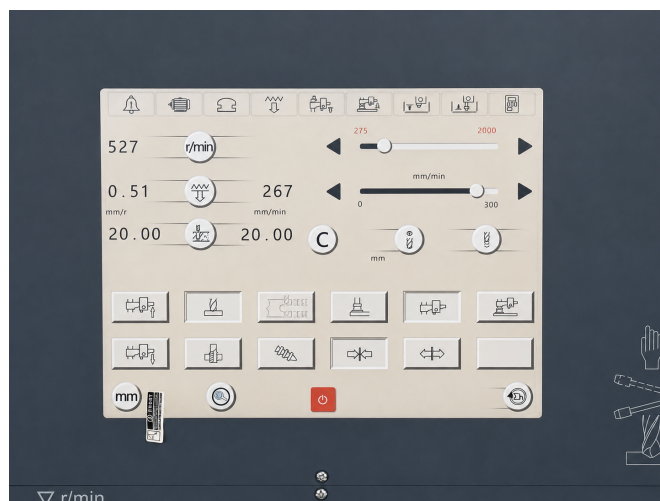 275 2000
527 r/min
mm/min
0.51 267
0 300
mm/r mm/min
20.00 20.00 C
mm
mm
▽ r/min